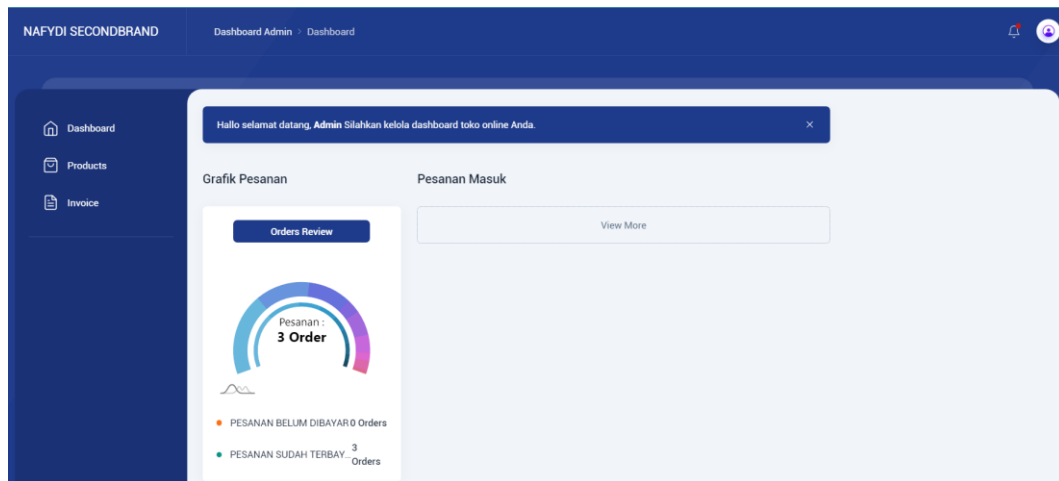 NAFYDI SECONDBRAND
Dashboard Admin > Dashboard
Dashboard
Products
Invoice
Hallo selamat datang, Admin Silahkan kelola dashboard toko online Anda.
Grafik Pesanan
Pesanan Masuk
Orders Review
View More
Pesanan :
3 Order
PESANAN BELUM DIBAYAR 0 Orders
PESANAN SUDAH TERBAY... 3 Orders